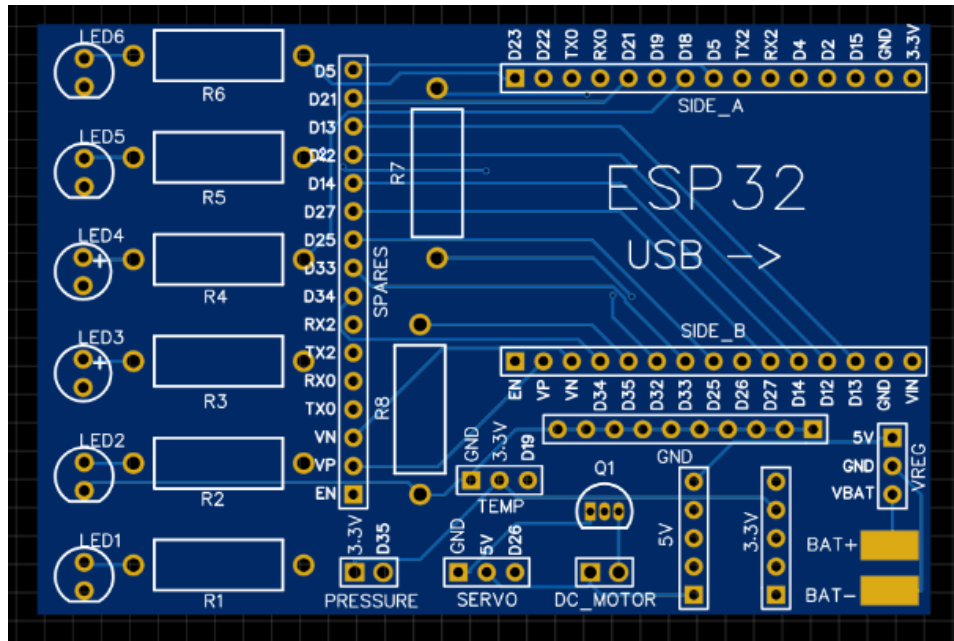 LED6
R6
LED5
R5
LED4
+
R4
LED3
+
R3
LED2
R2
LED1
R1
D5
D21
D13
D22
D14
D27
D25
D33
D34
RX2
TX2
RX0
TX0
VN
VP
EN
SPARES
R7
R8
D23 D22 TX0 RX0 D21 D19 D18 D5 TX2 RX2 D4 D2 D15 GND 3.3V
SIDE_A
ESP32
USB ->
SIDE_B
EN VP VN D34 D35 D32 D33 D25 D26 D27 D14 D12 D13 GND VIN
GND
GND 3.3V D19
TEMP
Q1
5V
3.3V
5V
GND
VBAT
VREG
BAT+
BAT-
3.3V D35
PRESSURE
GND 5V D26
SERVO
DC_MOTOR